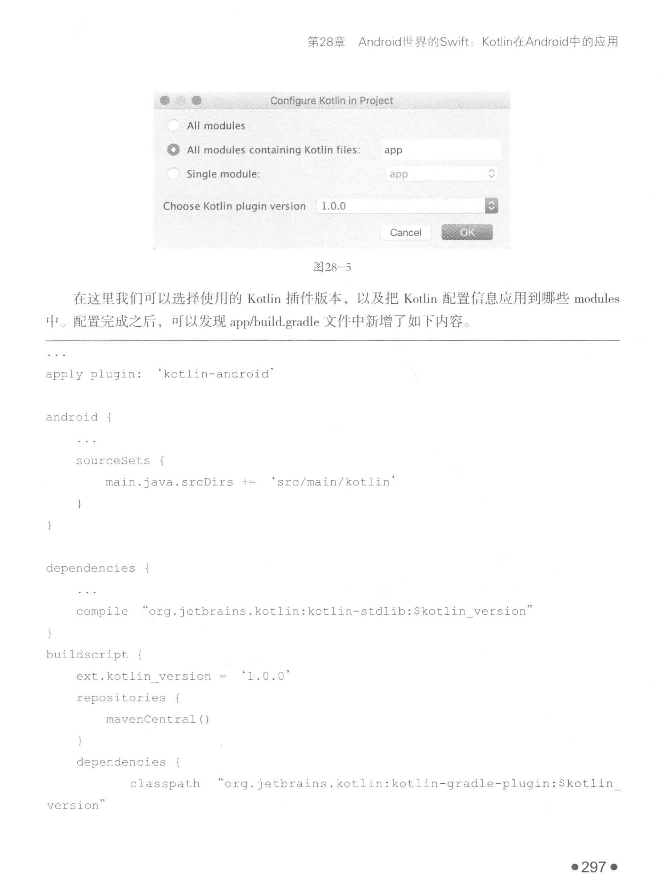 第28章 Android世界的Swift：Kotlin在Android中的应用
Configure Kotlin in Project
All modules
All modules containing Kotlin files: app
Single module: app
Choose Kotlin plugin version 1.0.0
Cancel OK
图28-5
在这里我们可以选择使用的 Kotlin 插件版本，以及把 Kotlin 配置信息应用到哪些 modules
中。配置完成之后，可以发现 app/build.gradle 文件中新增了如下内容。
...
apply plugin: ‘kotlin-android’
android {
...
sourceSets {
main.java.srcDirs += ‘src/main/kotlin’
}
}
dependencies {
...
compile “org.jetbrains.kotlin:kotlin-stdlib:$kotlin_version”
}
buildscript {
ext.kotlin_version = ‘1.0.0’
repositories {
mavenCentral()
}
dependencies {
classpath “org.jetbrains.kotlin:kotlin-gradle-plugin:$kotlin_
version”
●297●